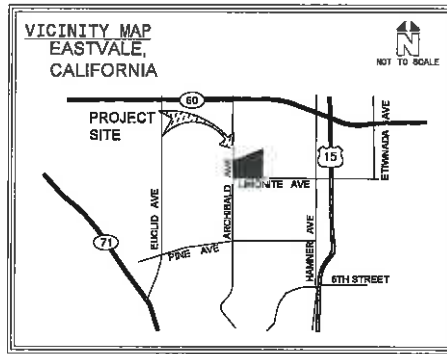 VICINITY MAP
EASTVALE,
CALIFORNIA
N
NOT TO SCALE
60
PROJECT
SITE
15
ETIWNADA AVE
EUCLID AVE
ARCHIBALD AVE
LIMONITE AVE
HAMNER AVE
71
PINE AVE
6TH STREET